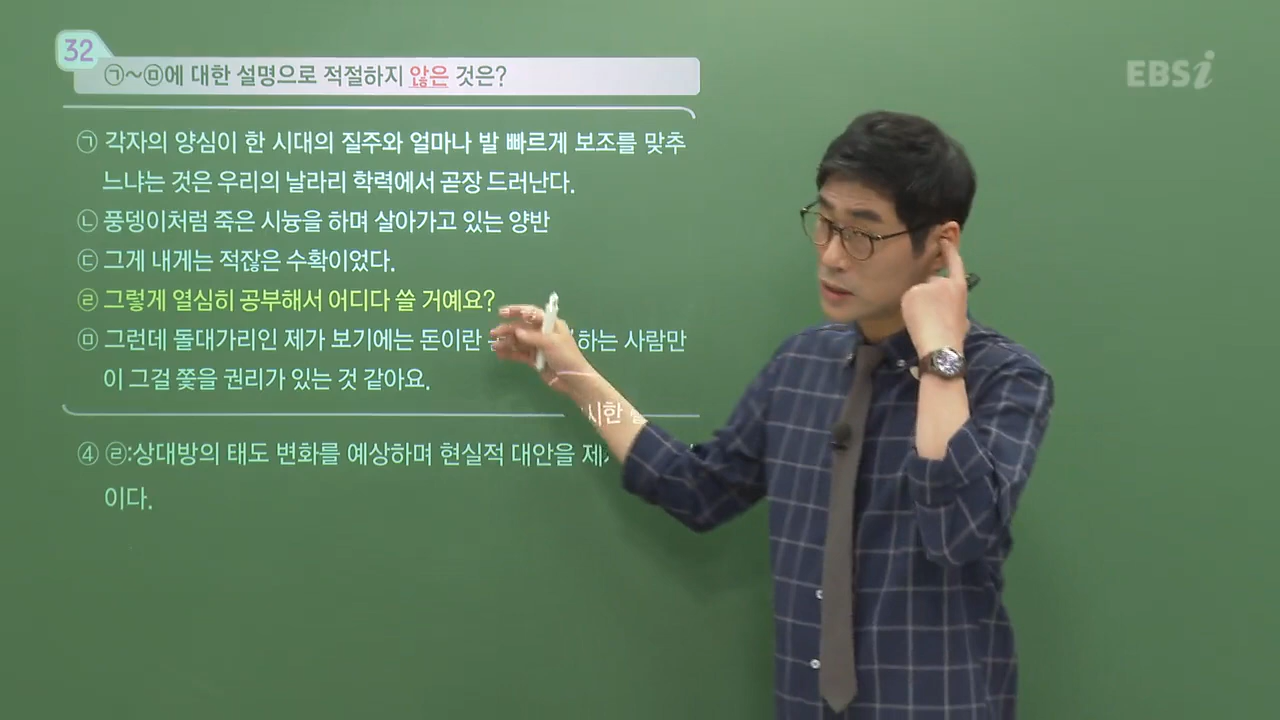 32
㉠~㉤에 대한 설명으로 적절하지 않은 것은?
EBSi
㉠ 각자의 양심이 한 시대의 질주와 얼마나 발 빠르게 보조를 맞추
느냐는 것은 우리의 날라리 학력에서 곧장 드러난다.
㉡ 풍뎅이처럼 죽은 시늉을 하며 살아가고 있는 양반
㉢ 그게 내게는 적잖은 수확이었다.
㉣ 그렇게 열심히 공부해서 어디다 쓸 거예요?
㉤ 그런데 돌대가리인 제가 보기에는 돈이란 하는 사람만
이 그걸 쫓을 권리가 있는 것 같아요.
④ ㉣:상대방의 태도 변화를 예상하며 현실적 대안을
이다.